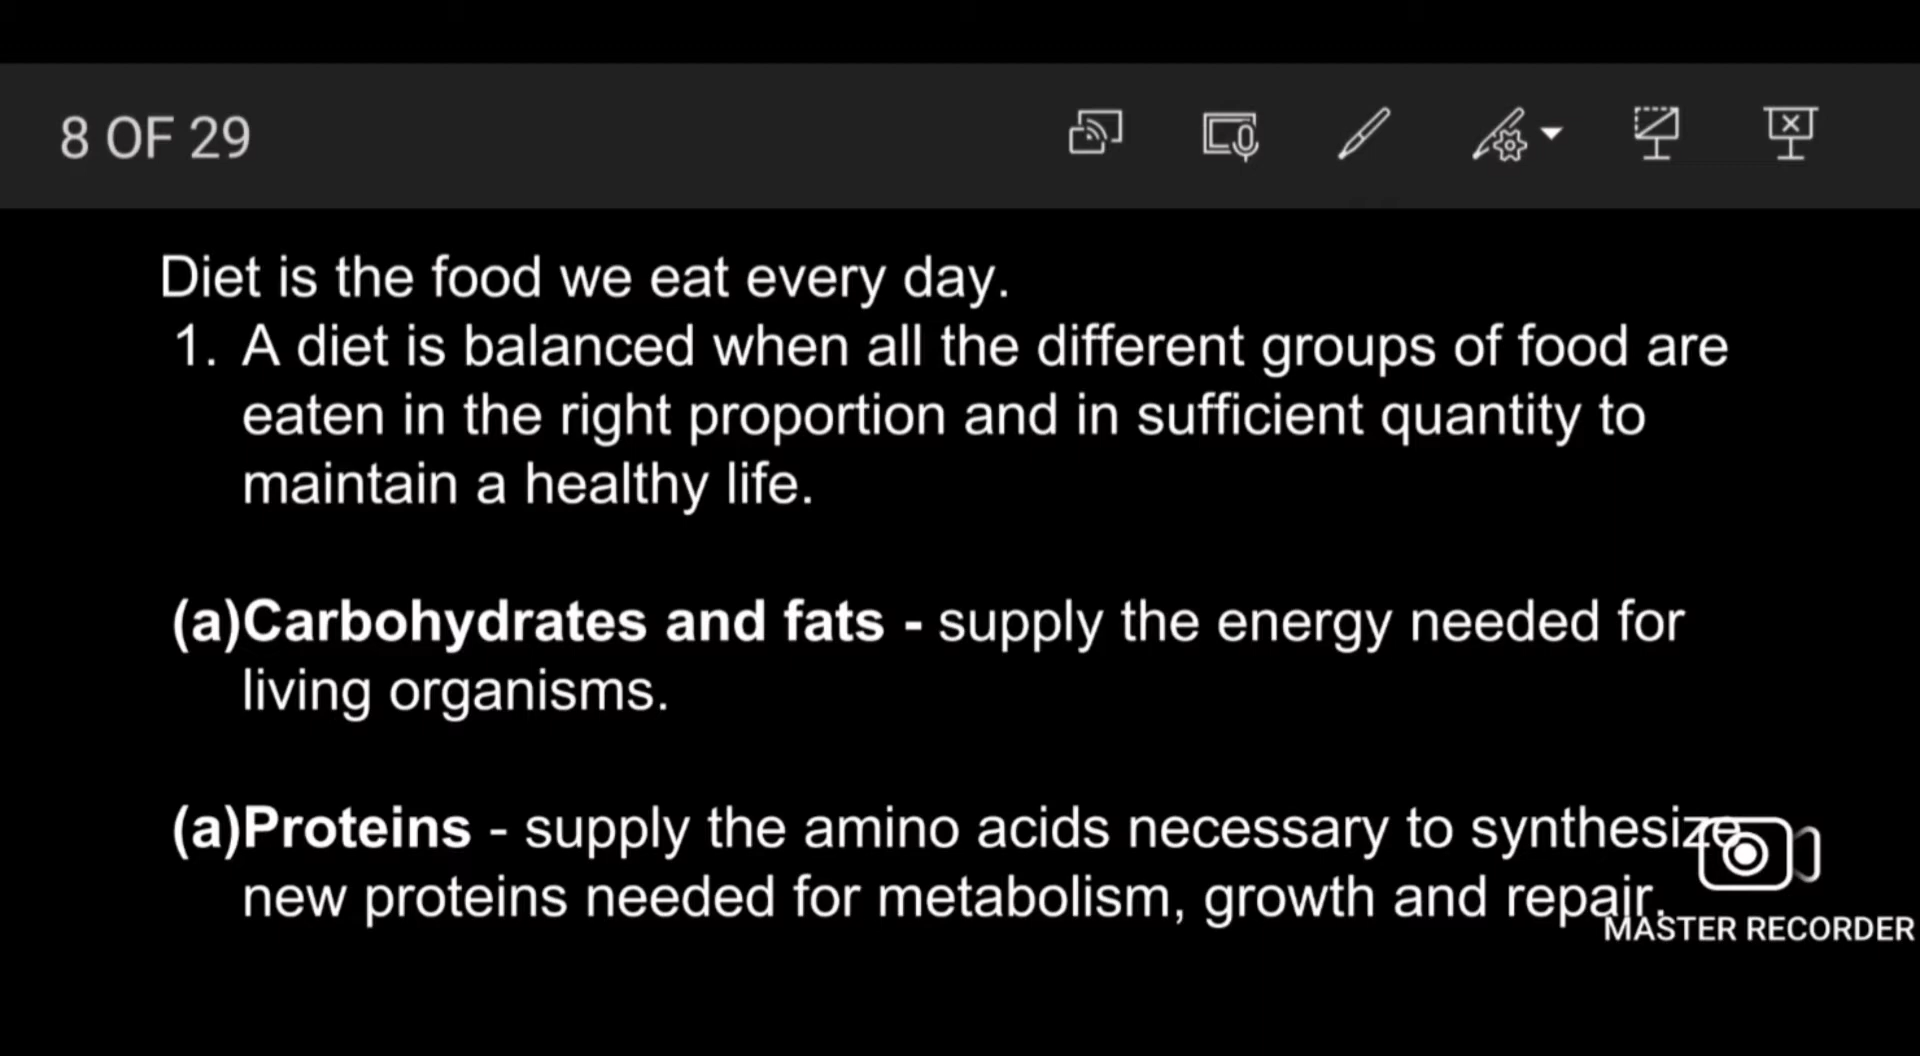 8 OF 29
Diet is the food we eat every day.
1. A diet is balanced when all the different groups of food are
eaten in the right proportion and in sufficient quantity to
maintain a healthy life.
(a)Carbohydrates and fats - supply the energy needed for
living organisms.
(a)Proteins - supply the amino acids necessary to synthesize
new proteins needed for metabolism, growth and repair.
MASTER RECORDER